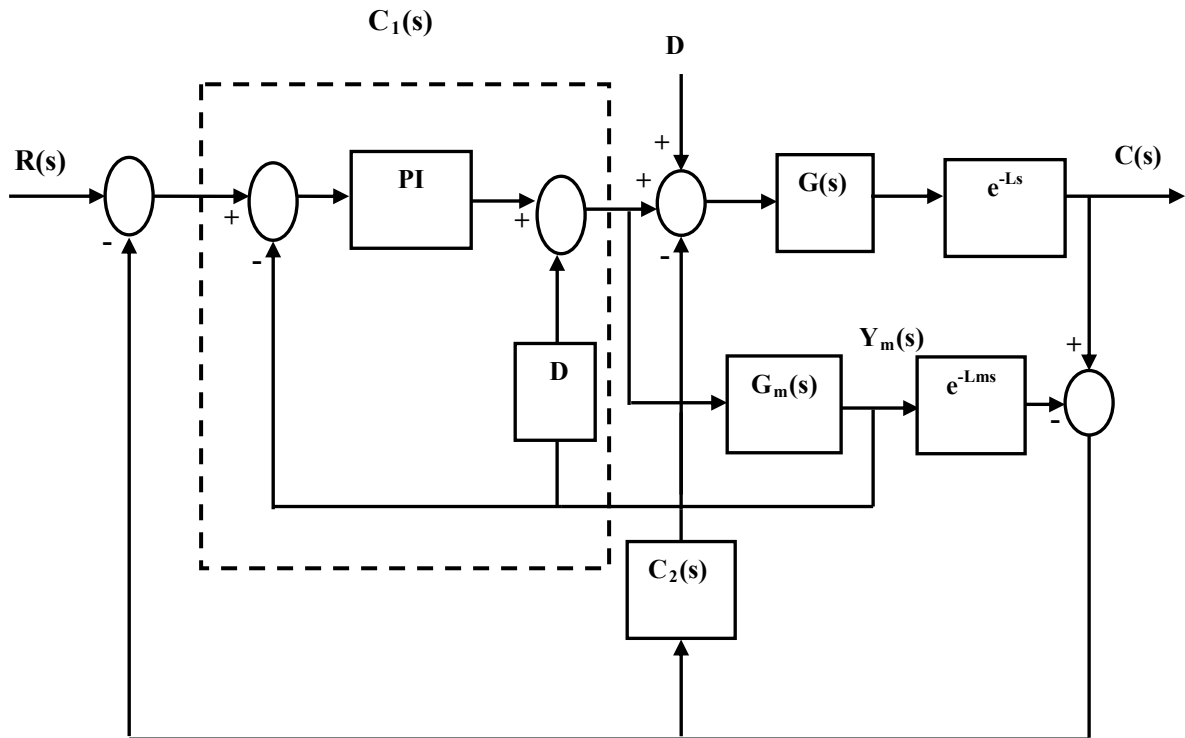 C₁(s)
D
R(s)
PI
G(s)
e⁻ᴸˢ
C(s)
+
+
+
+
-
-
-
D
Yₘ(s)
+
Gₘ(s)
e⁻ᴸᵐˢ
-
C₂(s)